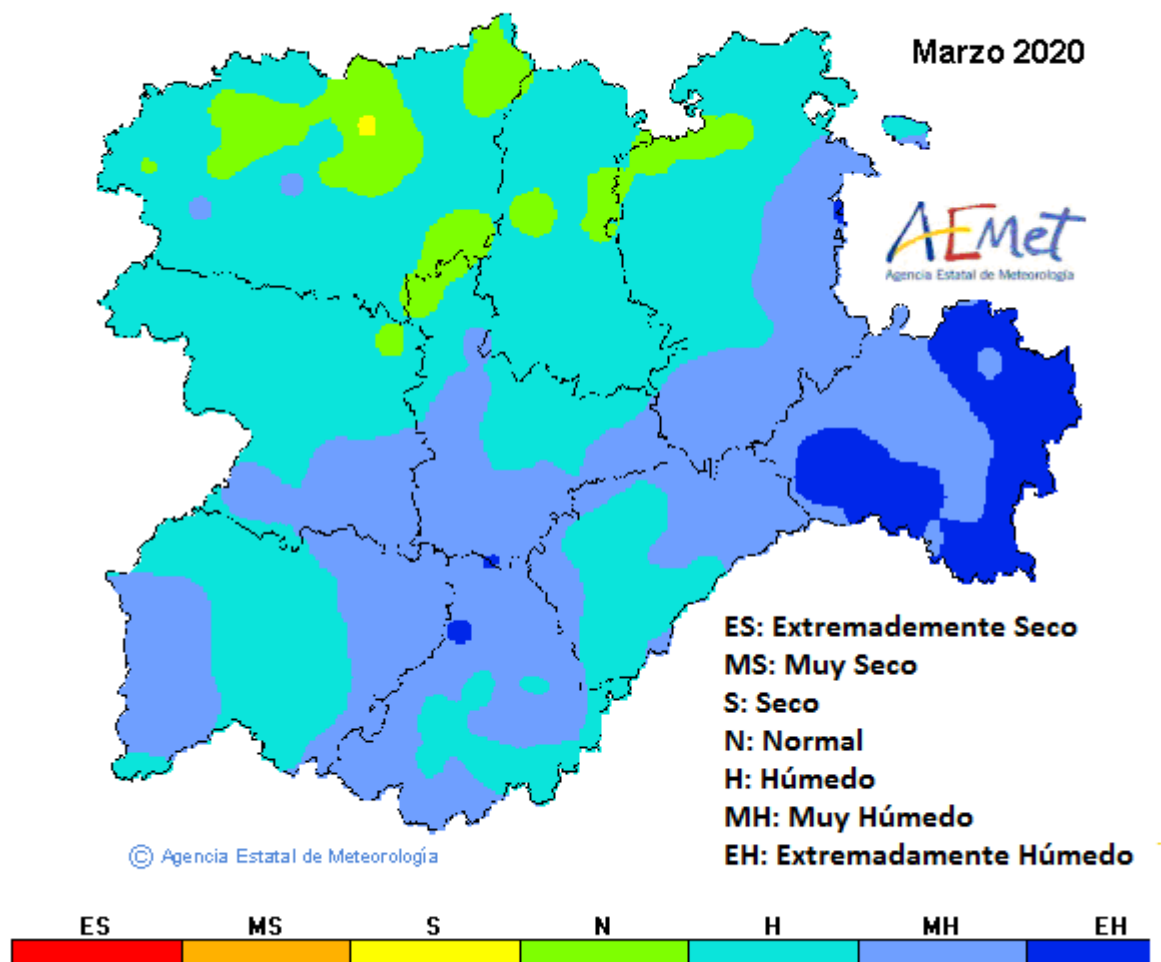 Marzo 2020
AEMet
Agencia Estatal de Meteorología
ES: Extremademente Seco
MS: Muy Seco
S: Seco
N: Normal
H: Húmedo
MH: Muy Húmedo
EH: Extremadamente Húmedo
© Agencia Estatal de Meteorología
ES MS S N H MH EH